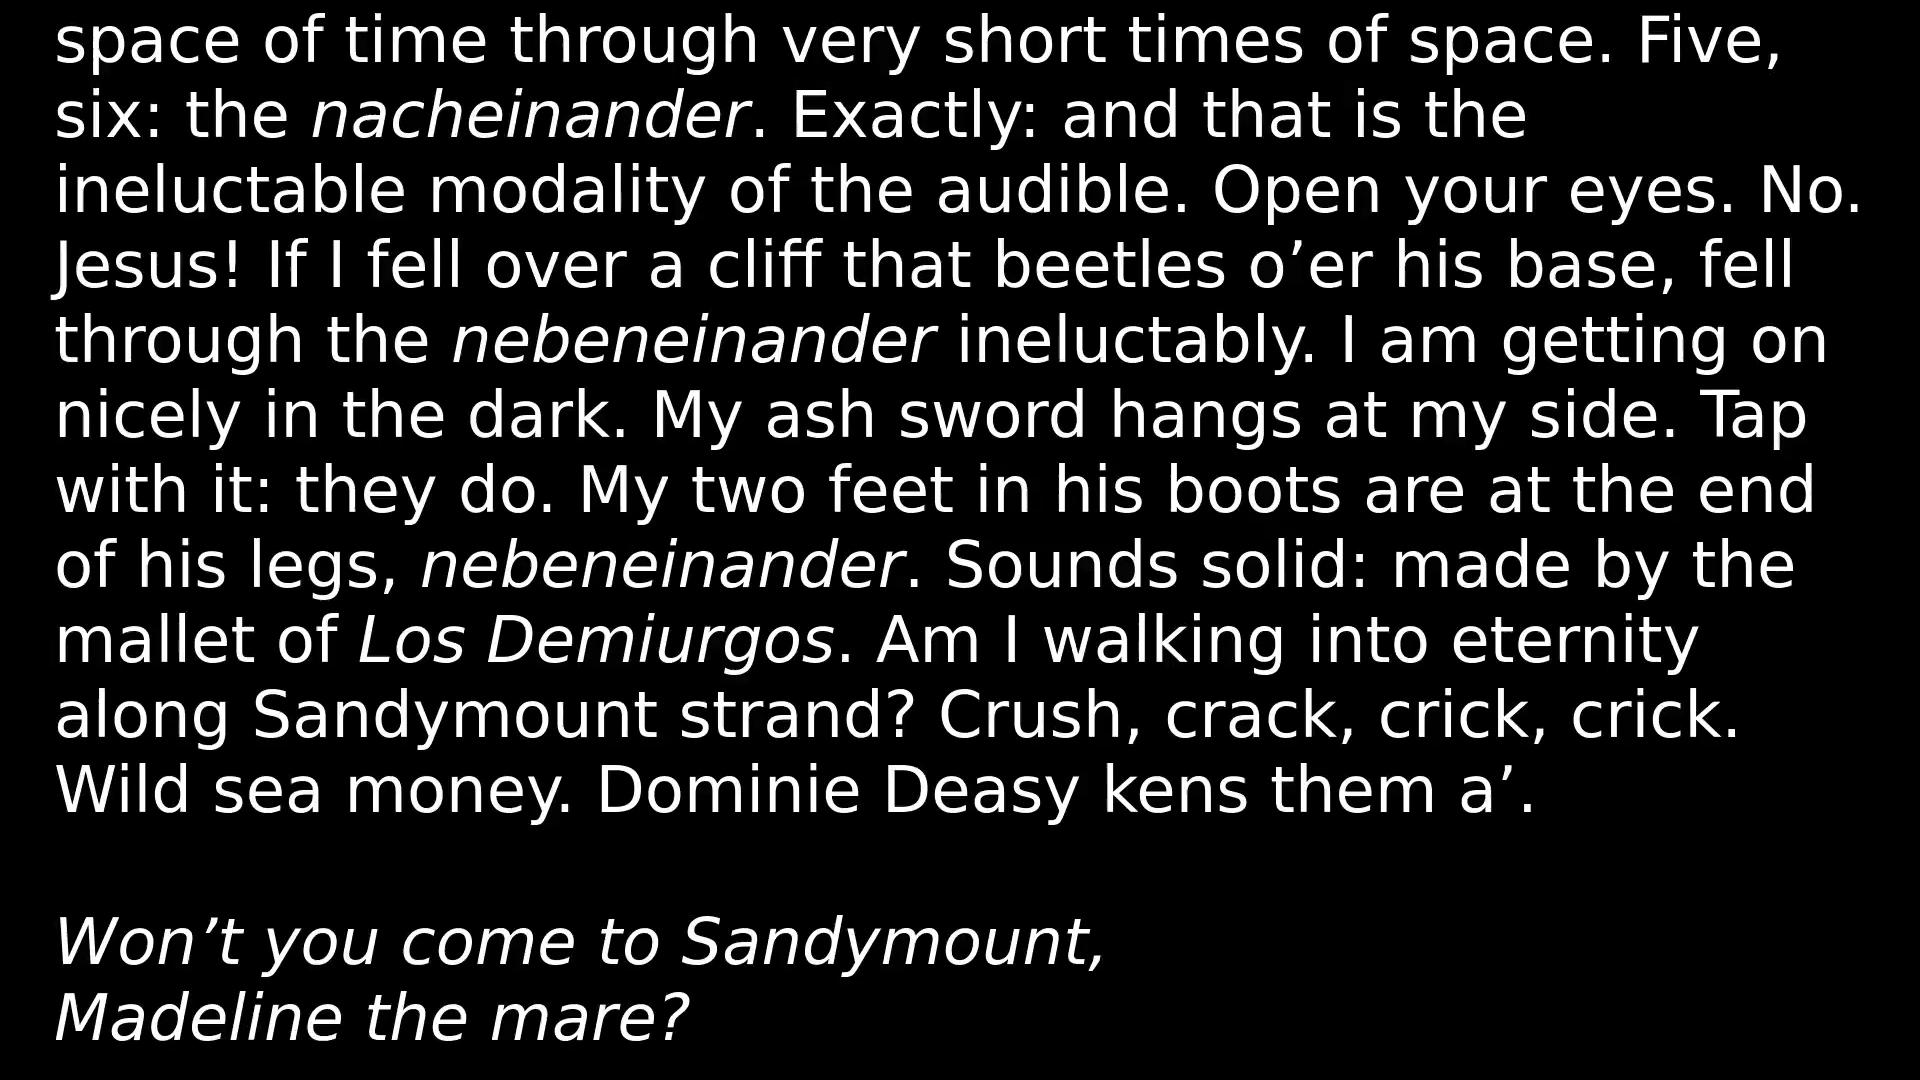 space of time through very short times of space. Five,
six: the nacheinander. Exactly: and that is the
ineluctable modality of the audible. Open your eyes. No.
Jesus! If I fell over a cliff that beetles o’er his base, fell
through the nebeneinander ineluctably. I am getting on
nicely in the dark. My ash sword hangs at my side. Tap
with it: they do. My two feet in his boots are at the end
of his legs, nebeneinander. Sounds solid: made by the
mallet of Los Demiurgos. Am I walking into eternity
along Sandymount strand? Crush, crack, crick, crick.
Wild sea money. Dominie Deasy kens them a’.
Won’t you come to Sandymount,
Madeline the mare?